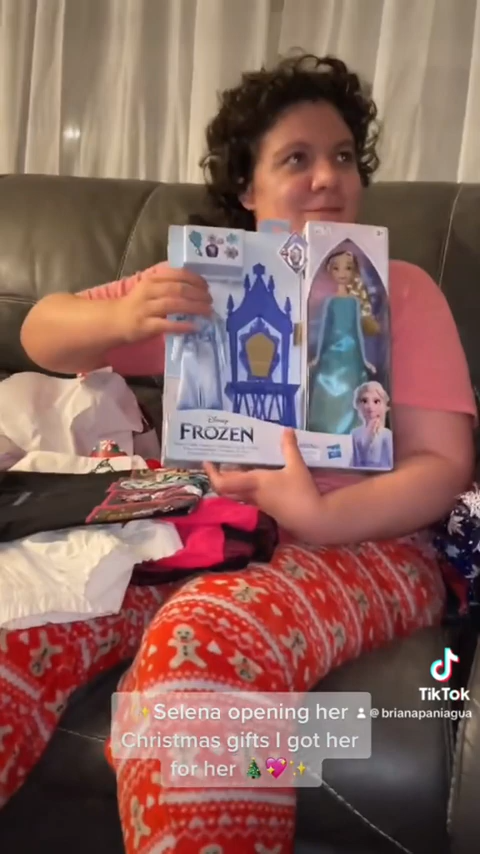 Disney
FROZEN
TikTok
@brianapaniagua
✨Selena opening her
Christmas gifts I got her
for her 🎄💖✨